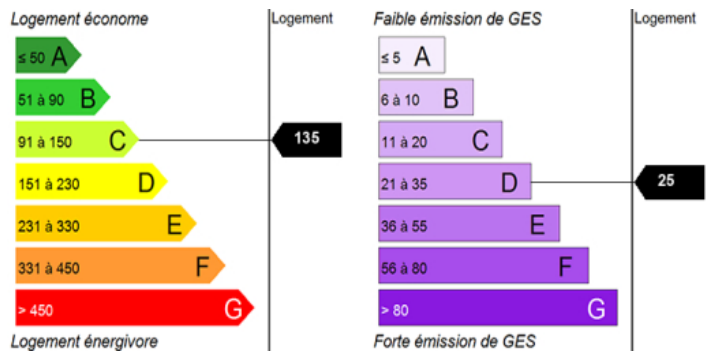 Logement économe
Logement
≤ 50 A
51 à 90 B
91 à 150 C
135
151 à 230 D
231 à 330 E
331 à 450 F
> 450 G
Logement énergivore
Faible émission de GES
Logement
≤ 5 A
6 à 10 B
11 à 20 C
21 à 35 D
25
36 à 55 E
56 à 80 F
> 80 G
Forte émission de GES